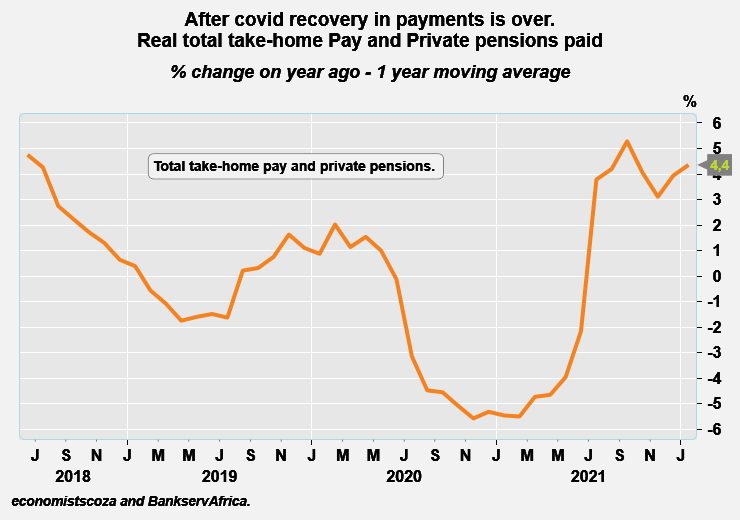 After covid recovery in payments is over.
Real total take-home Pay and Private pensions paid
% change on year ago - 1 year moving average
%
Total take-home pay and private pensions.
6
5
4,4
4
3
2
1
0
-1
-2
-3
-4
-5
-6
J S N J M M J S N J M M J S N J M M J S N J
2018 2019 2020 2021
economistscoza and BankservAfrica.